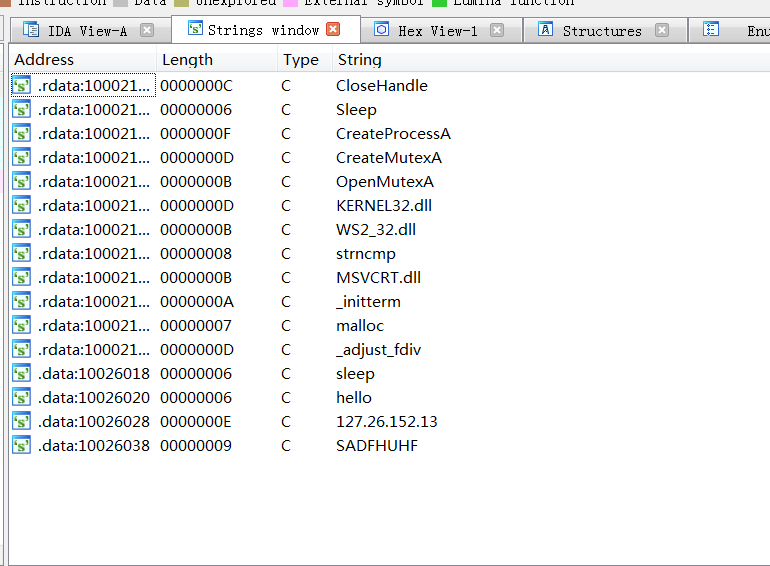 Instruction Data Unexplored External symbol Lumina function
IDA View-A Strings window Hex View-1 Structures Enu
Address Length Type String
.rdata:100021... 0000000C C CloseHandle
.rdata:100021... 00000006 C Sleep
.rdata:100021... 0000000F C CreateProcessA
.rdata:100021... 0000000D C CreateMutexA
.rdata:100021... 0000000B C OpenMutexA
.rdata:100021... 0000000D C KERNEL32.dll
.rdata:100021... 0000000B C WS2_32.dll
.rdata:100021... 00000008 C strncmp
.rdata:100021... 0000000B C MSVCRT.dll
.rdata:100021... 0000000A C _initterm
.rdata:100021... 00000007 C malloc
.rdata:100021... 0000000D C _adjust_fdiv
.data:10026018 00000006 C sleep
.data:10026020 00000006 C hello
.data:10026028 0000000E C 127.26.152.13
.data:10026038 00000009 C SADFHUHF